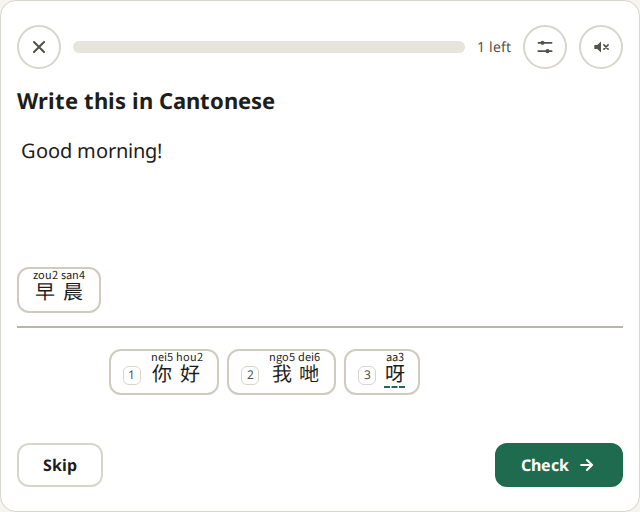 1 left
Write this in Cantonese
Good morning!
zou2 san4
早晨
nei5 hou2 ngo5 dei6 aa3
1 你好 2 我哋 3 呀
Skip Check